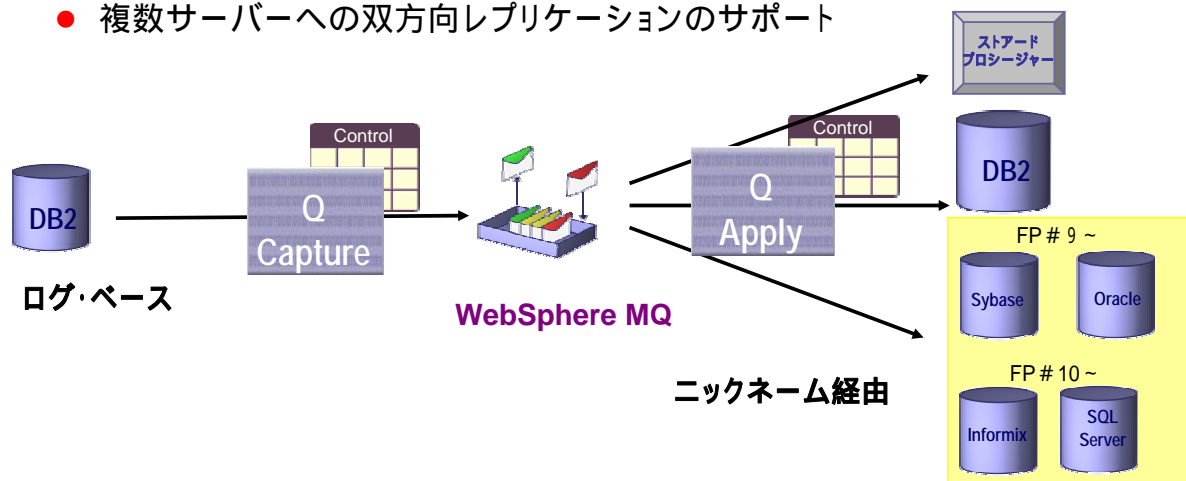 ● 複数サーバーへの双方向レプリケーションのサポート
ストアード
プロシージャー
Control
Control
DB2
Q
Capture
Q
Apply
DB2
ログ・ベース
WebSphere MQ
ニックネーム経由
FP # 9 ~
Sybase
Oracle
FP # 10 ~
Informix
SQL
Server